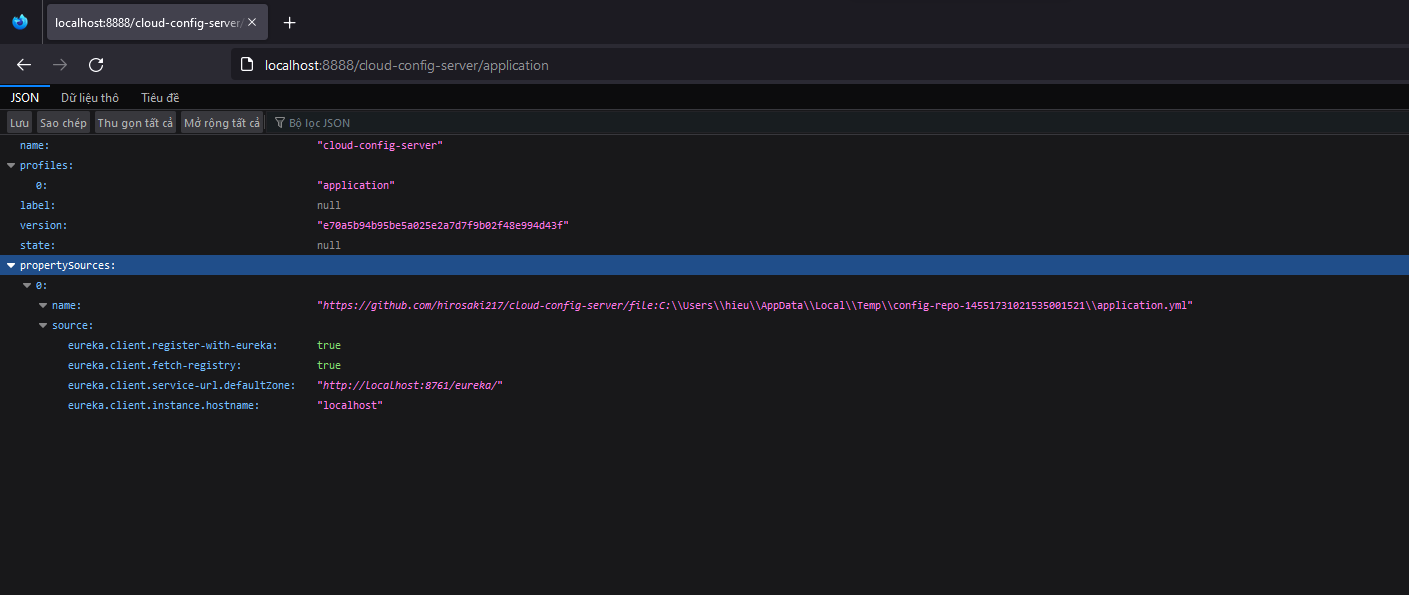 localhost:8888/cloud-config-server/
localhost:8888/cloud-config-server/application
JSON Dữ liệu thô Tiêu đề
Lưu Sao chép Thu gọn tất cả Mở rộng tất cả Bộ lọc JSON
name: "cloud-config-server"
profiles:
0: "application"
label: null
version: "e70a5b94b95be5a025e2a7d7f9b02f48e994d43f"
state: null
propertySources:
0:
name: "https://github.com/hirosaki217/cloud-config-server/file:C:\\Users\\hieu\\AppData\\Local\\Temp\\config-repo-14551731021535001521\\application.yml"
source:
eureka.client.register-with-eureka: true
eureka.client.fetch-registry: true
eureka.client.service-url.defaultZone: "http://localhost:8761/eureka/"
eureka.client.instance.hostname: "localhost"